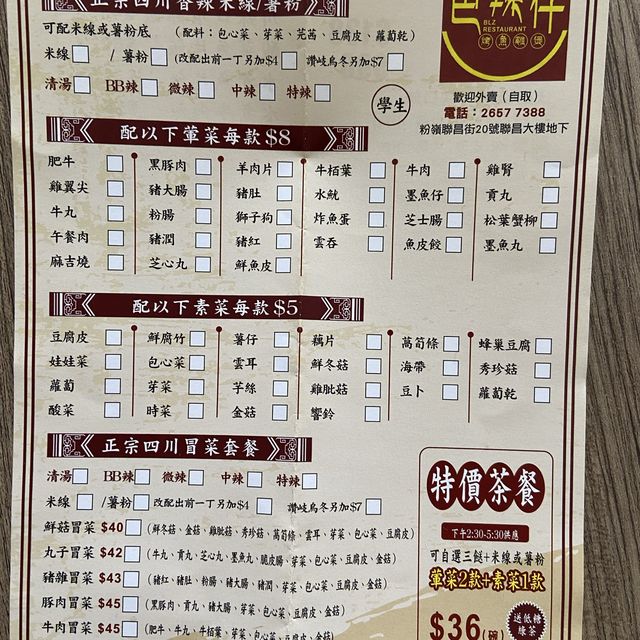 正宗四川香辣米線/薯粉
可配米線或薯粉底 (配料:包心菜、芽菜、芫茜、豆腐皮、蘿蔔乾)
米線 / 薯粉 (改配出前一丁另加$4 讚岐烏冬另加$7
清湯 BB辣 微辣 中辣 特辣
學生
BLZ
RESTAURANT
烤魚雞煲
歡迎外賣(自取)
電話:2657 7388
粉嶺聯昌街20號聯昌大樓地下
配以下葷菜每款$8
肥牛 黑豚肉 羊肉片 牛栢葉 牛肉 雞腎
雞翼尖 豬大腸 豬肚 水魷 墨魚仔 貢丸
牛丸 粉腸 獅子狗 炸魚蛋 芝士腸 松葉蟹柳
午餐肉 豬潤 豬紅 雲吞 魚皮餃 墨魚丸
麻吉燒 芝心丸 鮮魚皮
配以下素菜每款$5
豆腐皮 鮮腐竹 薯仔 藕片 萵筍條 蜂巢豆腐
娃娃菜 包心菜 雲耳 鮮冬菇 海帶 秀珍菇
蘿蔔 芽菜 芋絲 雞髀菇 豆卜 蘿蔔乾
酸菜 時菜 金菇 響鈴
正宗四川冒菜套餐
清湯 BB辣 微辣 中辣 特辣
米線 /薯粉 改配出前一丁另加$4 讚岐烏冬另加$7
鮮菇冒菜 $40 (鮮冬菇、金菇、雞髀菇、秀珍菇、萵筍條、雲耳、芽菜、包心菜、豆腐皮)
丸子冒菜 $42 (牛丸、貢丸、芝心丸、墨魚丸、脆皮腸、芽菜、包心菜、豆腐皮、金菇)
豬雜冒菜 $43 (豬紅、豬肚、粉腸、豬大腸、豬潤、芽菜、包心菜、豆腐皮、金菇)
豚肉冒菜 $45 (黑豚肉、貢丸、豬大腸、芽菜、包心菜、豆腐皮、金菇)
牛肉冒菜 $45 (肥牛、牛丸、牛栢葉、芽菜、包心菜、豆腐皮、金菇)
特價茶餐
下午2:30-5:30供應
可自選三餸+米線或薯粉
葷菜2款+素菜1款
$36(碗)
送低糖
綠茶